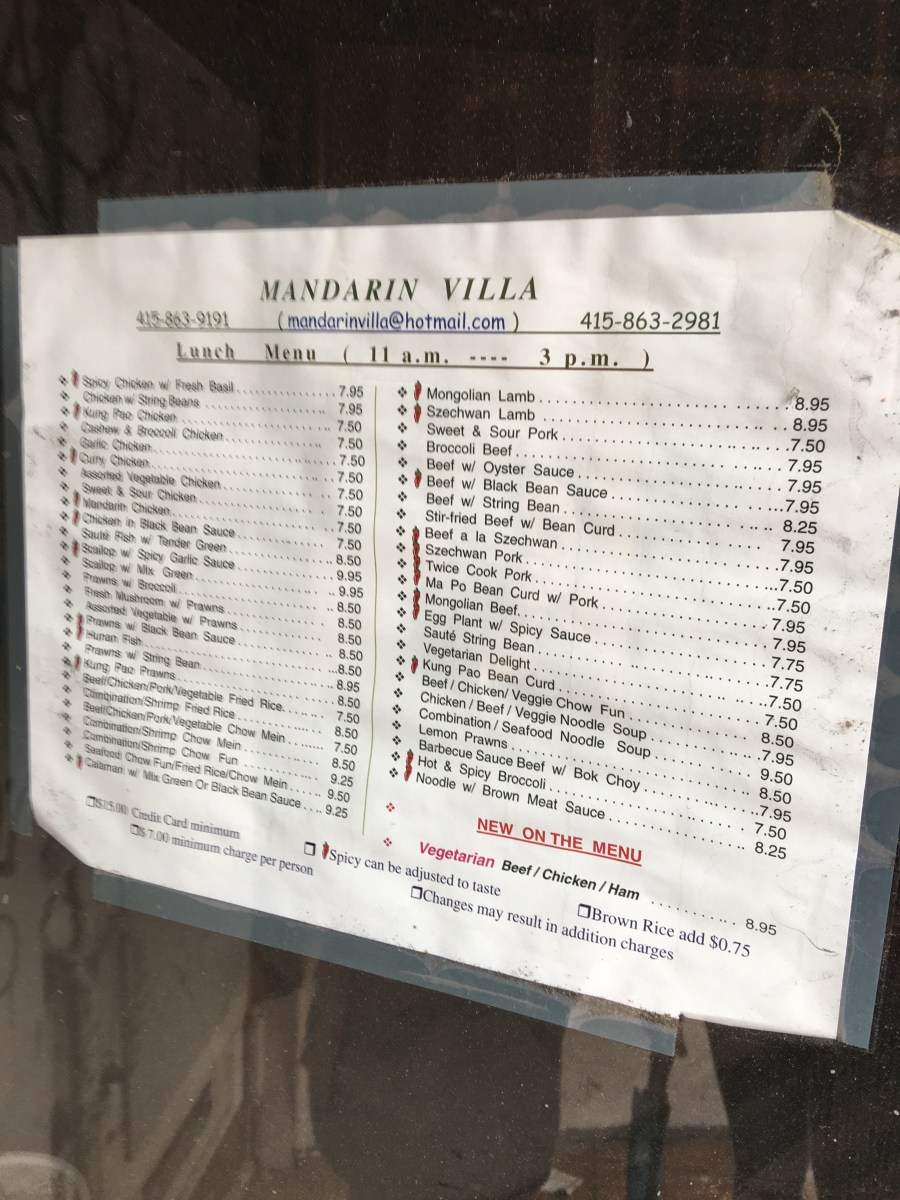 MANDARIN VILLA
415-863-9191 ( mandarinvilla@hotmail.com ) 415-863-2981
Lunch Menu ( 11 a.m. ---- 3 p.m. )
Spicy Chicken w/ Fresh Basil 7.95
Chicken w/ String Beans 7.95
Kung Pao Chicken 7.50
Cashew & Broccoli Chicken 7.50
Garlic Chicken 7.50
Curry Chicken 7.50
Assorted Vegetable Chicken 7.50
Sweet & Sour Chicken 7.50
Mandarin Chicken 7.50
Chicken in Black Bean Sauce 7.50
Sauté Fish w/ Tender Green 8.50
Scallop w/ Spicy Garlic Sauce 9.95
Scallop w/ Mix Green 9.95
Prawns w/ Broccoli 8.50
Fresh Mushroom w/ Prawns 8.50
Assorted Vegetable w/ Prawns 8.50
Prawns w/ Black Bean Sauce 8.50
Hunan Fish 8.50
Prawns w/ String Bean 8.95
Kung Pao Prawns 8.50
Beef/Chicken/Pork/Vegetable Fried Rice 7.50
Combination/Shrimp Fried Rice 8.50
Beef/Chicken/Pork/Vegetable Chow Mein 7.50
Combination/Shrimp Chow Mein 8.50
Combination/Shrimp Chow Fun 9.25
Seafood Chow Fun/Fried Rice/Chow Mein 9.50
Calamari w/ Mix Green Or Black Bean Sauce 9.25
Mongolian Lamb 8.95
Szechwan Lamb 8.95
Sweet & Sour Pork 7.50
Broccoli Beef 7.95
Beef w/ Oyster Sauce 7.95
Beef w/ Black Bean Sauce 7.95
Beef w/ String Bean 8.25
Stir-fried Beef w/ Bean Curd 7.95
Beef a la Szechwan 7.95
Szechwan Pork 7.50
Twice Cook Pork 7.50
Ma Po Bean Curd w/ Pork 7.95
Mongolian Beef 7.95
Egg Plant w/ Spicy Sauce 7.75
Sauté String Bean 7.75
Vegetarian Delight 7.50
Kung Pao Bean Curd 7.50
Beef / Chicken/ Veggie Chow Fun 8.50
Chicken / Beef / Veggie Noodle Soup 7.95
Combination / Seafood Noodle Soup 9.50
Lemon Prawns 8.50
Barbecue Sauce Beef w/ Bok Choy 7.95
Hot & Spicy Broccoli 7.50
Noodle w/ Brown Meat Sauce 8.25
NEW ON THE MENU
Vegetarian Beef / Chicken / Ham 8.95
$15.00 Credit Card minimum
$ 7.00 minimum charge per person
Spicy can be adjusted to taste
Brown Rice add $0.75
Changes may result in addition charges